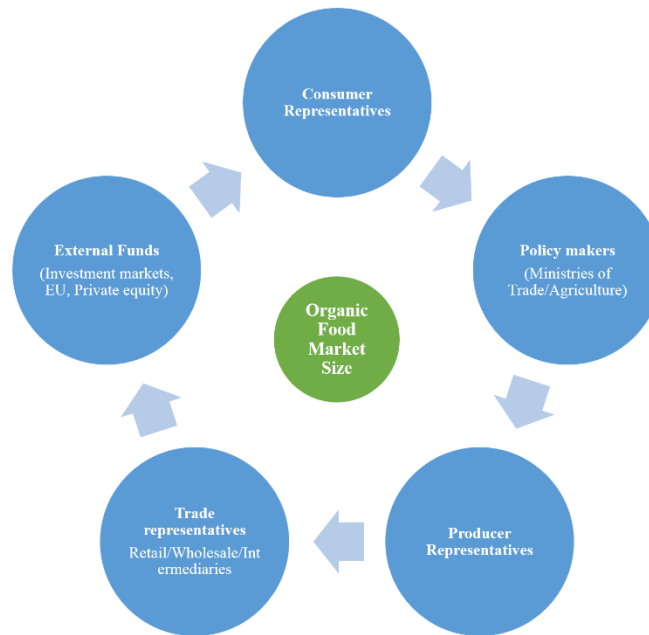 Consumer
Representatives
Policy makers
(Ministries of
Trade/Agriculture)
Producer
Representatives
Trade
representatives
Retail/Wholesale/Int
ermediaries
External Funds
(Investment markets,
EU, Private equity)
Organic
Food
Market
Size